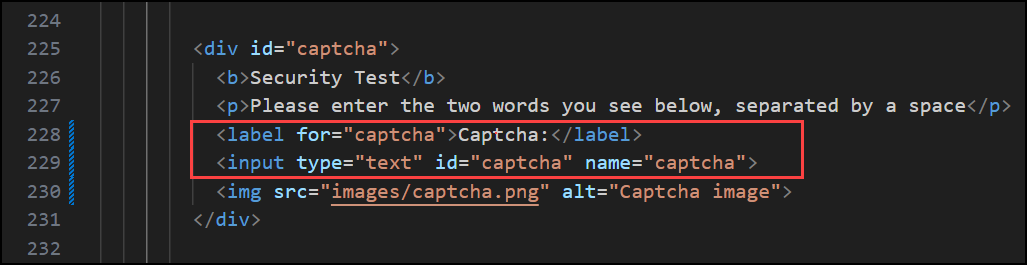 224
225 <div id="captcha">
226 <b>Security Test</b>
227 <p>Please enter the two words you see below, separated by a space</p>
228 <label for="captcha">Captcha:</label>
229 <input type="text" id="captcha" name="captcha">
230 <img src="images/captcha.png" alt="Captcha image">
231 </div>
232